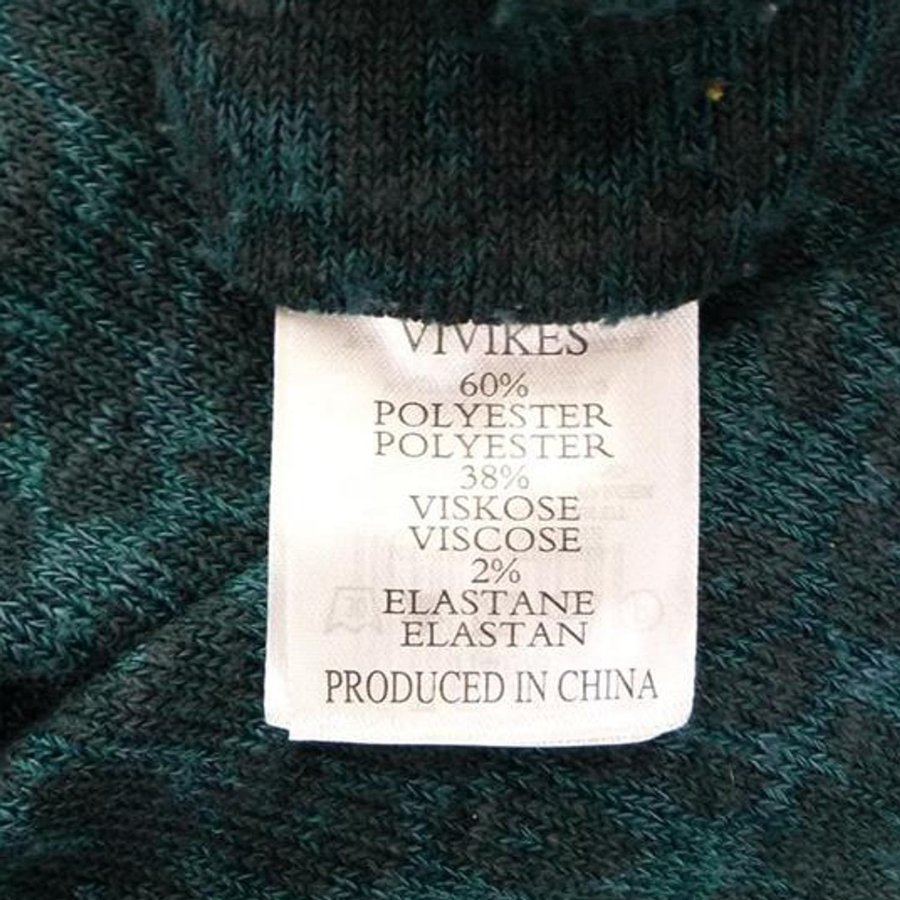 VIVIKES
60%
POLYESTER
POLYESTER
38%
VISKOSE
VISCOSE
2%
ELASTANE
ELASTAN
PRODUCED IN CHINA